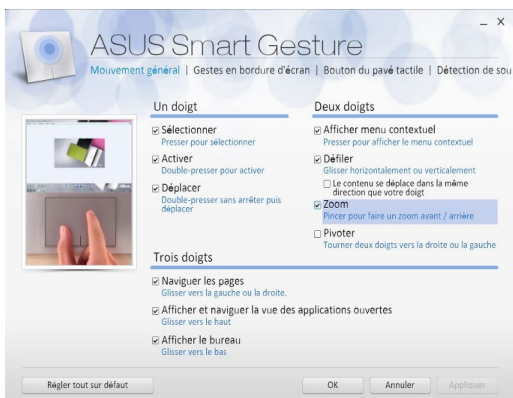 ASUS Smart Gesture
Mouvement général | Gestes en bordure d'écran | Bouton du pavé tactile | Détection de sou
Un doigt
Sélectionner
Presser pour sélectionner
Activer
Double-presser pour activer
Déplacer
Double-presser sans arrêter puis
déplacer
Deux doigts
Afficher menu contextuel
Presser pour afficher le menu contextuel
Défiler
Glisser horizontalement ou verticalement
Le contenu se déplace dans la même
direction que votre doigt
Zoom
Pincer pour faire un zoom avant / arrière
Pivoter
Tourner deux doigts vers la droite ou la gauche
Trois doigts
Naviguer les pages
Glisser vers la gauche ou la droite.
Afficher et naviguer la vue des applications ouvertes
Glisser vers le haut
Afficher le bureau
Glisser vers le bas
Régler tout sur défaut
OK
Annuler
Appliquer